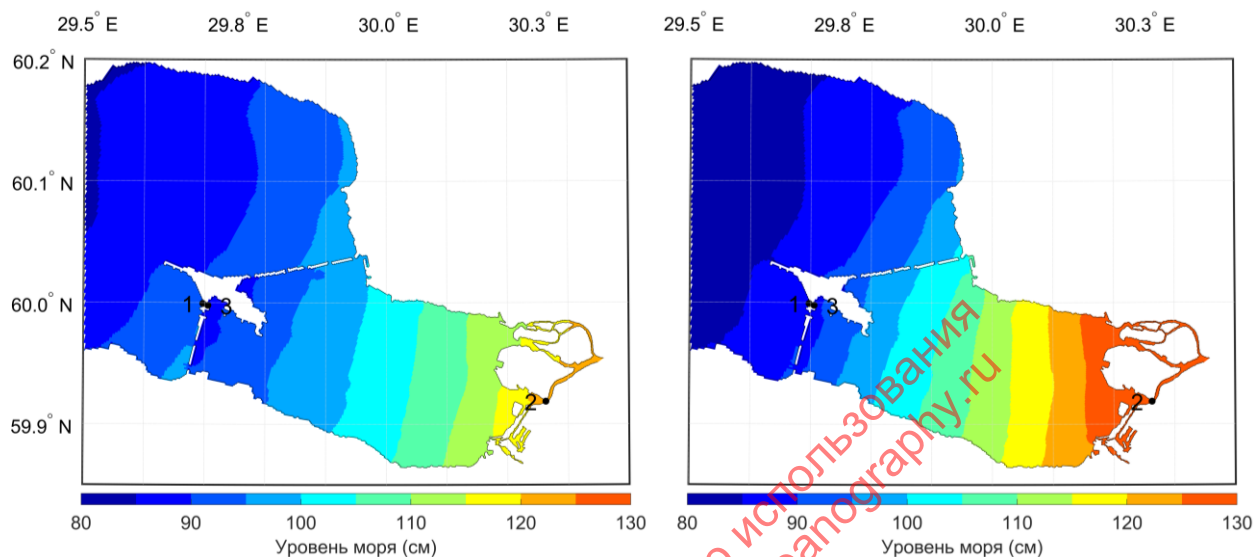 29.5° E 29.8° E 30.0° E 30.3° E 29.5° E 29.8° E 30.0° E 30.3° E
60.2° N
60.1° N
60.0° N
59.9° N
1 3
2
1 3
2
80 90 100 110 120 130
Уровень моря (см)
80 90 100 110 120 130
Уровень моря (см)
о использования
anography.ru